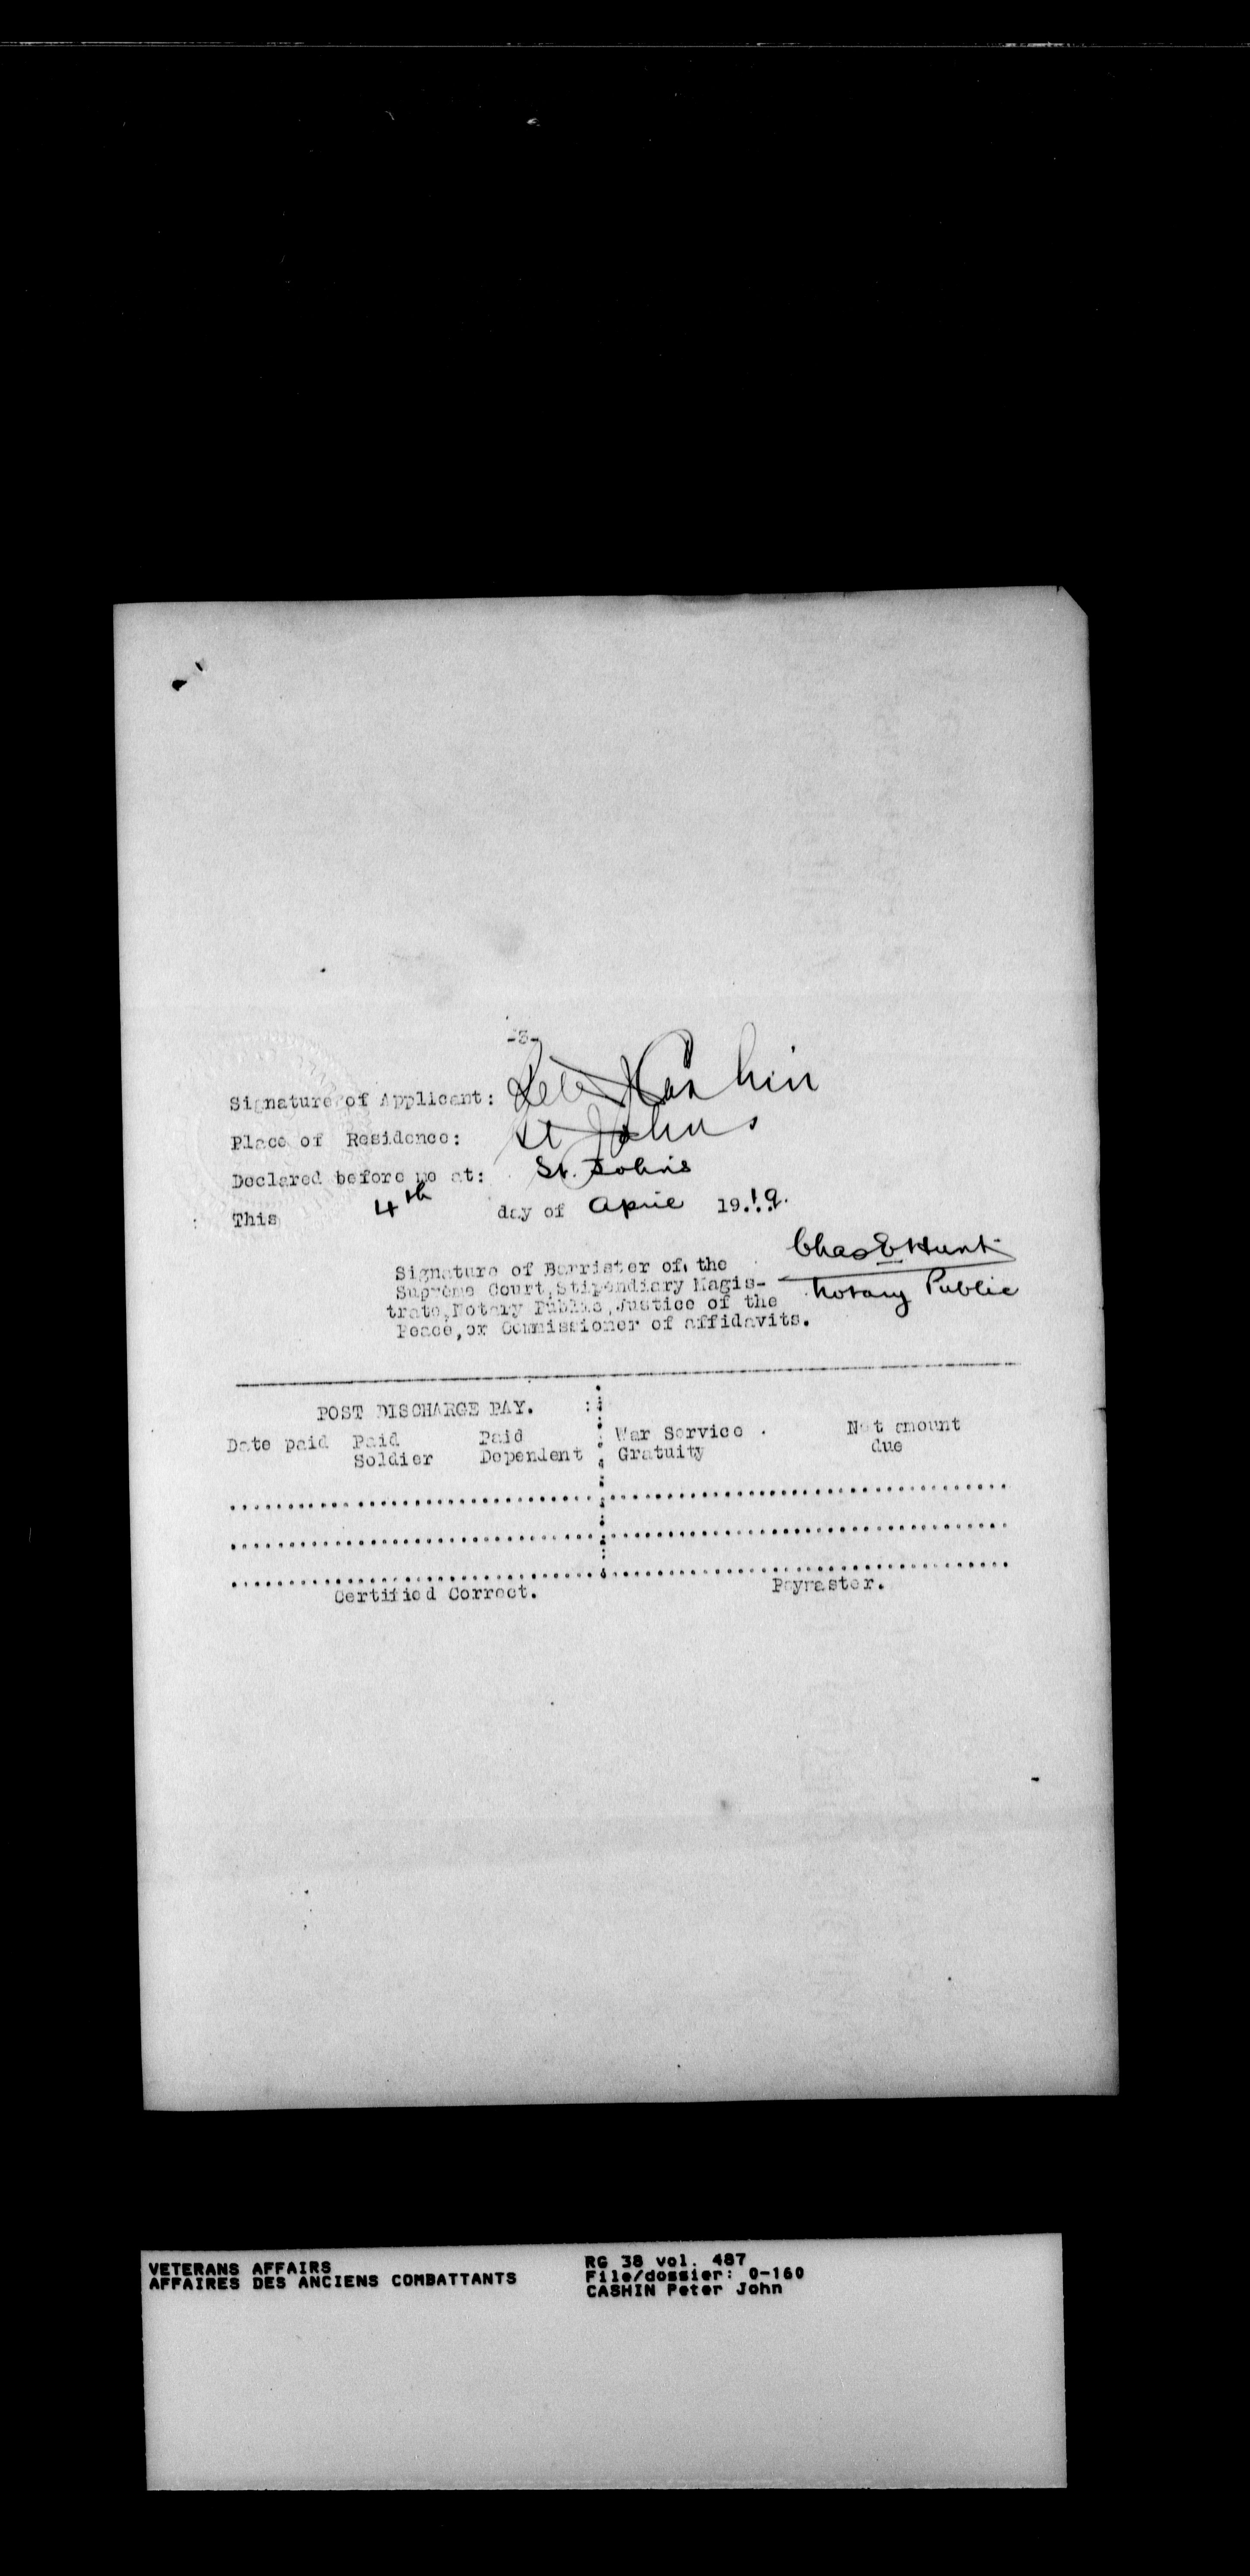 -3-
Signature of Applicant: Peter J Cashin
Place of Residence: St Johns
Declared before me at: St. John's
This 4th day of April 19.19.
Chas E Hunt
Notary Public
Signature of Barrister of the
Supreme Court, Stipendiary Magis-
trate, Notary Public, Justice of the
Peace, or Commissioner of affidavits.
POST DISCHARGE PAY.
Date paid Paid Paid War Service Net amount
Soldier Dependent Gratuity due
Certified Correct. Paymaster.
VETERANS AFFAIRS RG 38 vol. 487
AFFAIRES DES ANCIENS COMBATTANTS File/dossier: 0-160
CASHIN Peter John